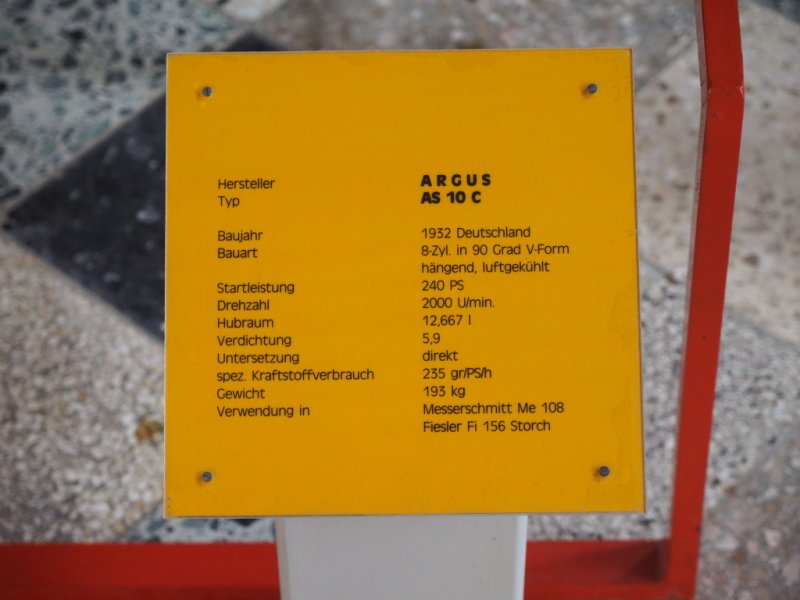 Hersteller ARGUS
Typ AS 10 C
Baujahr 1932 Deutschland
Bauart 8-Zyl. in 90 Grad V-Form
hängend, luftgekühlt
Startleistung 240 PS
Drehzahl 2000 U/min.
Hubraum 12,667 l
Verdichtung 5,9
Untersetzung direkt
spez. Kraftstoffverbrauch 235 gr/PS/h
Gewicht 193 kg
Verwendung in Messerschmitt Me 108
Fiesler Fi 156 Storch